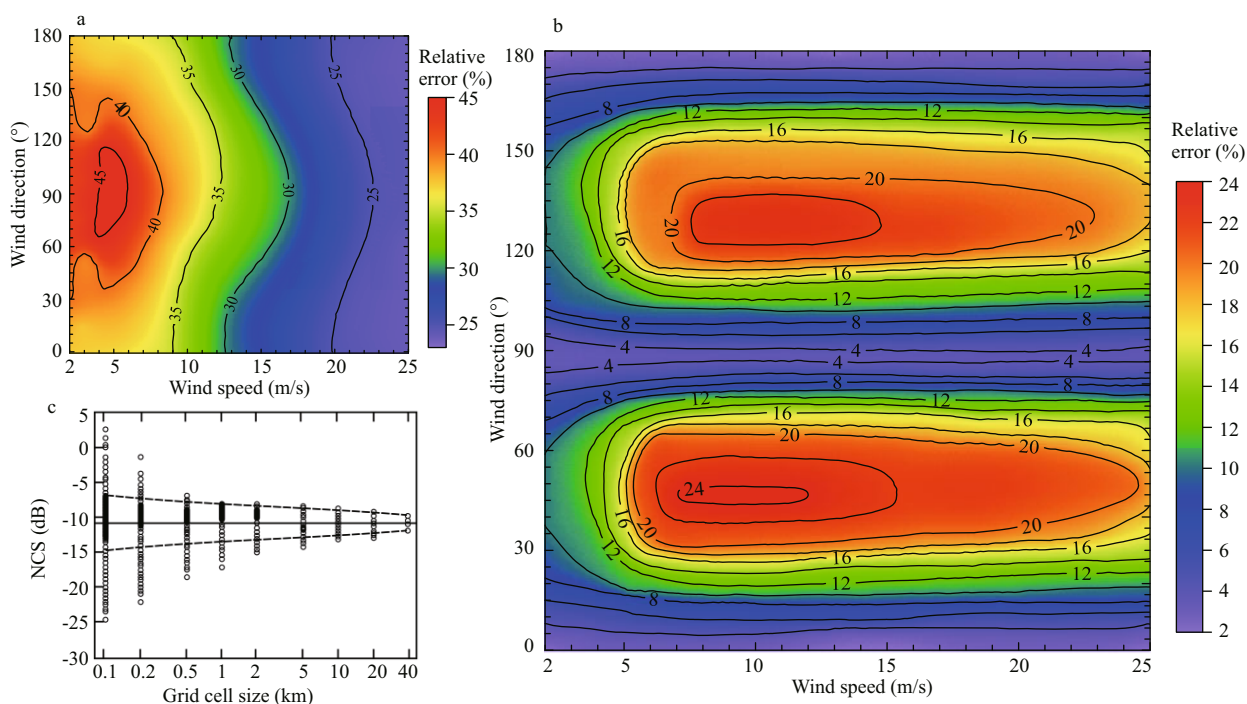 a
180
150
120
90
60
30
0
Wind direction (°)
2 5 10 15 20 25
Wind speed (m/s)
35 30 25
40
45 35 30 25
40
35 30
Relative
error (%)
45
40
35
30
25
b
180
150
120
90
60
30
0
Wind direction (°)
2 5 10 15 20 25
Wind speed (m/s)
8 12 12
16 16
20
16 20 20
12 16 16
12 12
8 8 8
4 4 4
4 4 4
8 8 8
12 12
16 16
20 20
24
16 20 20
12 16 16
12 12
8
Relative
error (%)
24
22
20
18
16
14
12
10
8
6
4
2
c
5
0
-5
-10
-15
-20
-25
-30
NCS (dB)
0.1 0.2 0.5 1 2 5 10 20 40
Grid cell size (km)